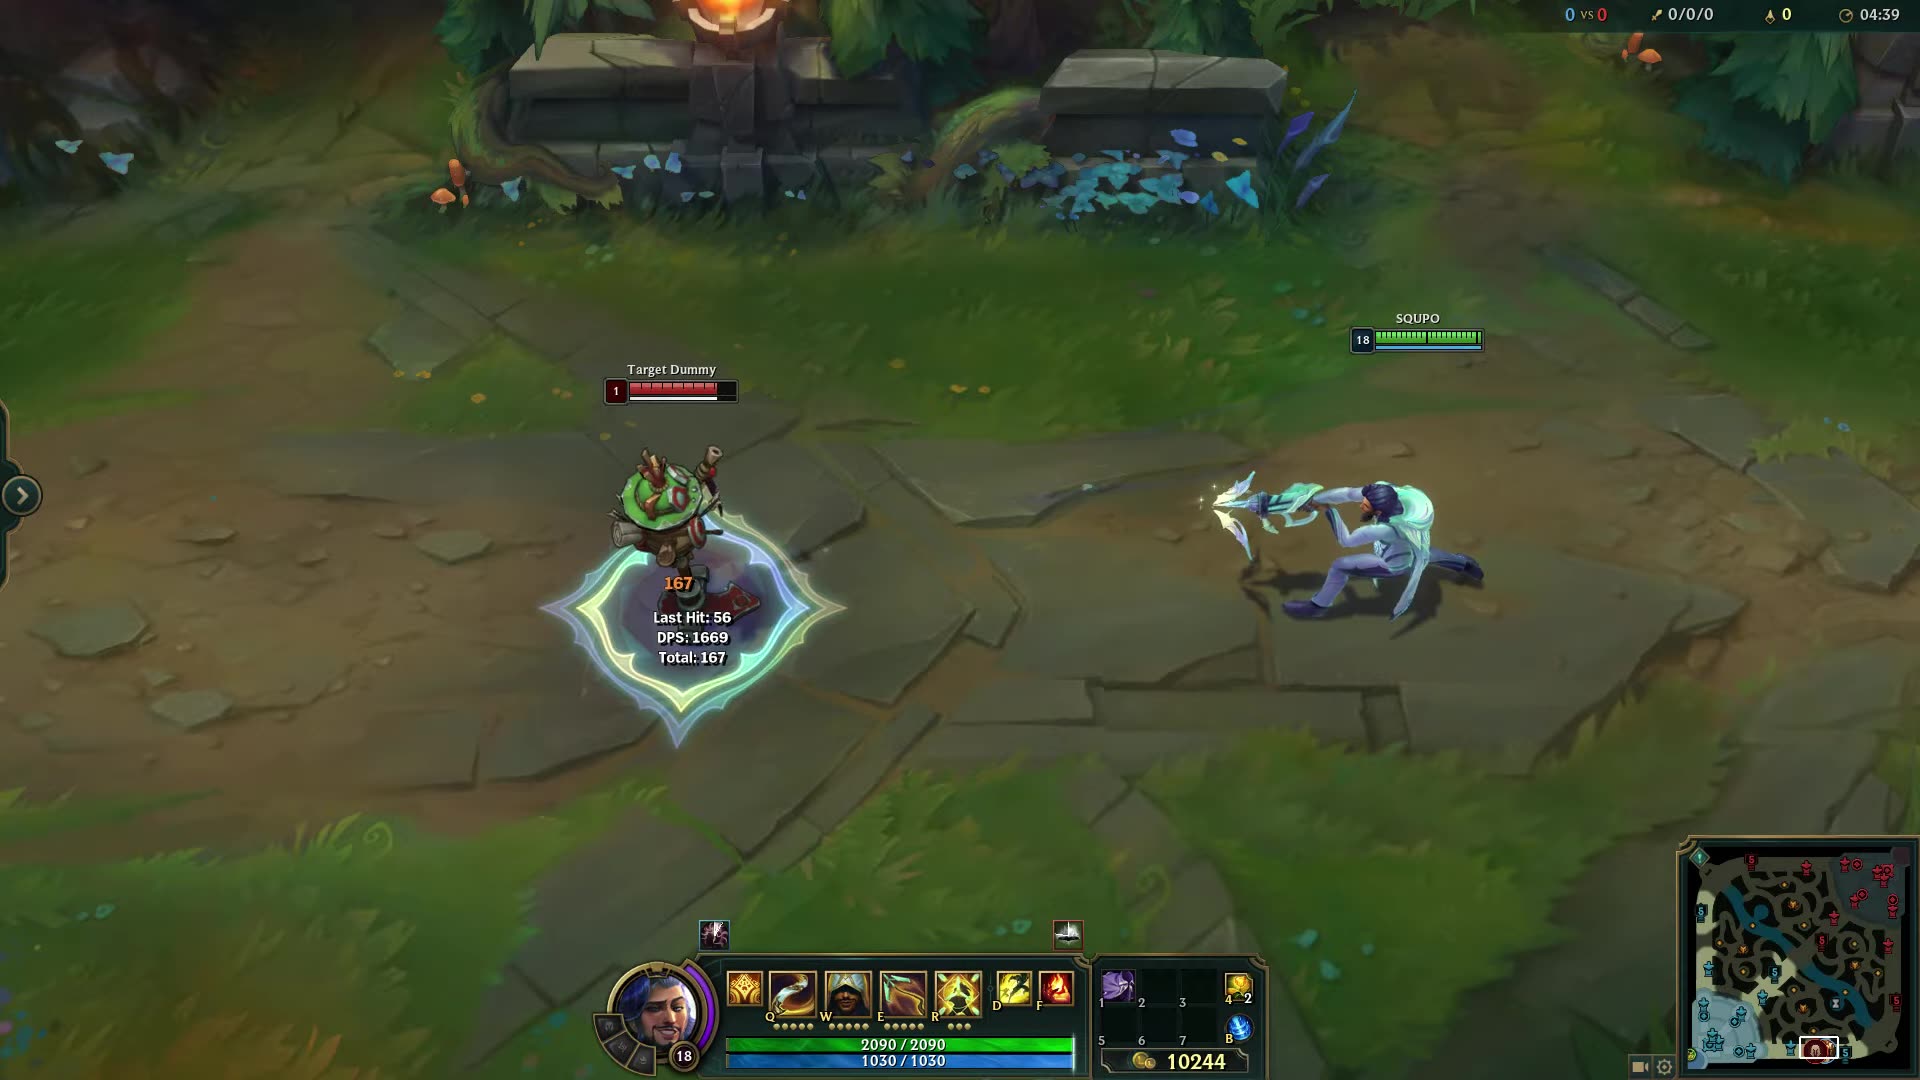 0 VS 0 0/0/0 0 04:39
SQUPO
18
Target Dummy
1
167
Last Hit: 56
DPS: 1669
Total: 167
Q W E R D F
1 2 3 4 2
5 6 7 B
18
2090 / 2090
1030 / 1030
10244